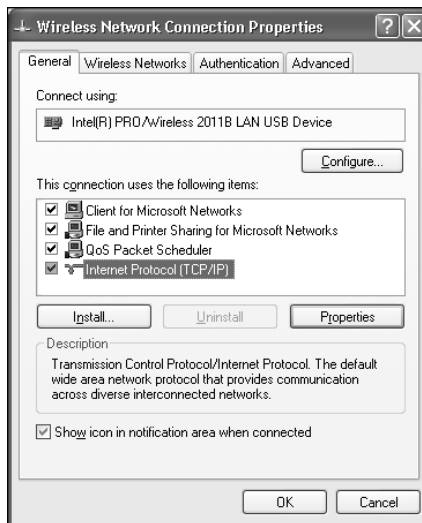 Wireless Network Connection Properties
General Wireless Networks Authentication Advanced
Connect using:
Intel(R) PRO/Wireless 2011B LAN USB Device
Configure...
This connection uses the following items:
Client for Microsoft Networks
File and Printer Sharing for Microsoft Networks
QoS Packet Scheduler
Internet Protocol (TCP/IP)
Install... Uninstall Properties
Description
Transmission Control Protocol/Internet Protocol. The default
wide area network protocol that provides communication
across diverse interconnected networks.
Show icon in notification area when connected
OK Cancel